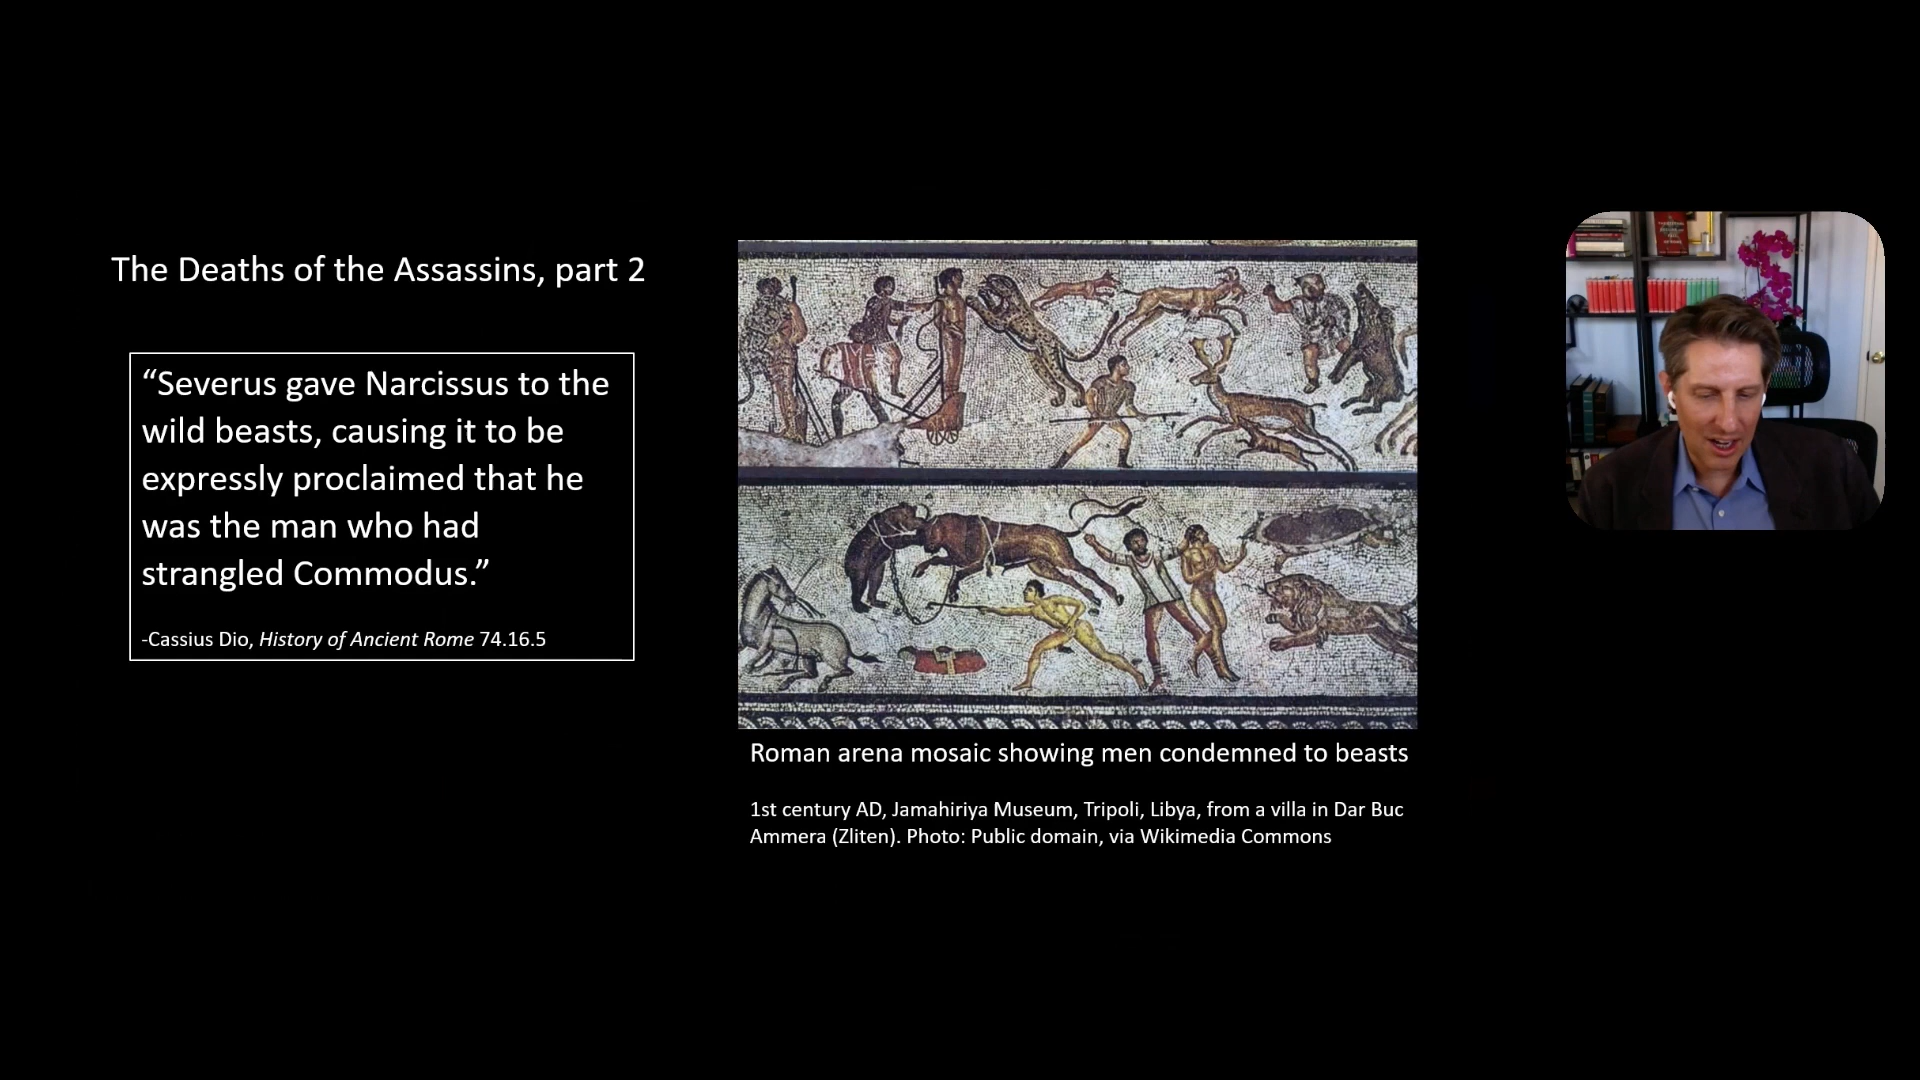 The Deaths of the Assassins, part 2
“Severus gave Narcissus to the
wild beasts, causing it to be
expressly proclaimed that he
was the man who had
strangled Commodus.”
-Cassius Dio, History of Ancient Rome 74.16.5
Roman arena mosaic showing men condemned to beasts
1st century AD, Jamahiriya Museum, Tripoli, Libya, from a villa in Dar Buc
Ammera (Zliten). Photo: Public domain, via Wikimedia Commons